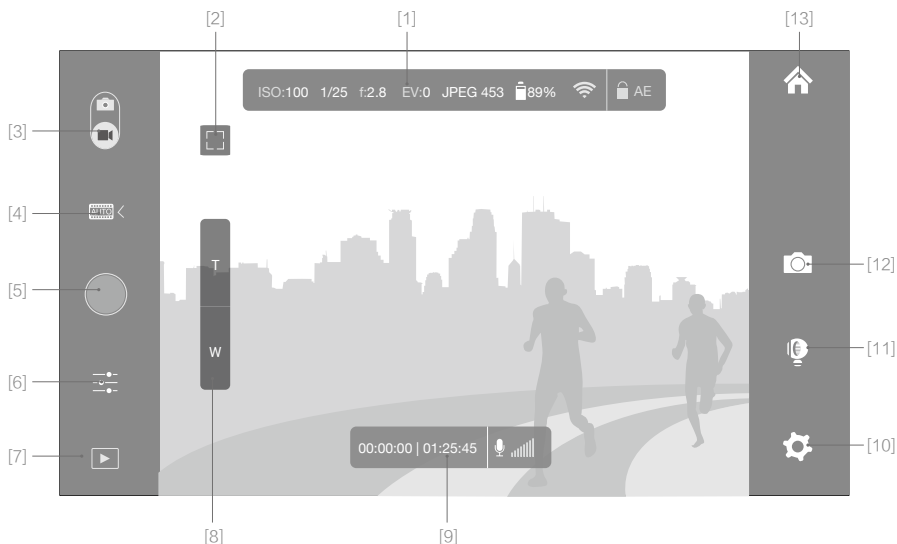 [2]
[1]
[13]
ISO:100 1/25 f:2.8 EV:0 JPEG 453 89% AE
[3]
[4]
AUTO
T
[5]
[12]
W
[11]
[6]
00:00:00 | 01:25:45
[10]
[7]
[8]
[9]